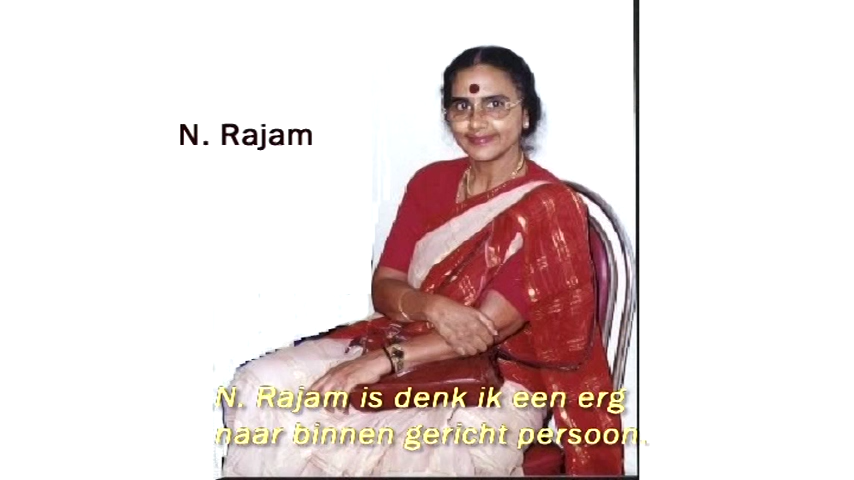 N. Rajam
N. Rajam is denk ik een erg
naar binnen gericht persoon.